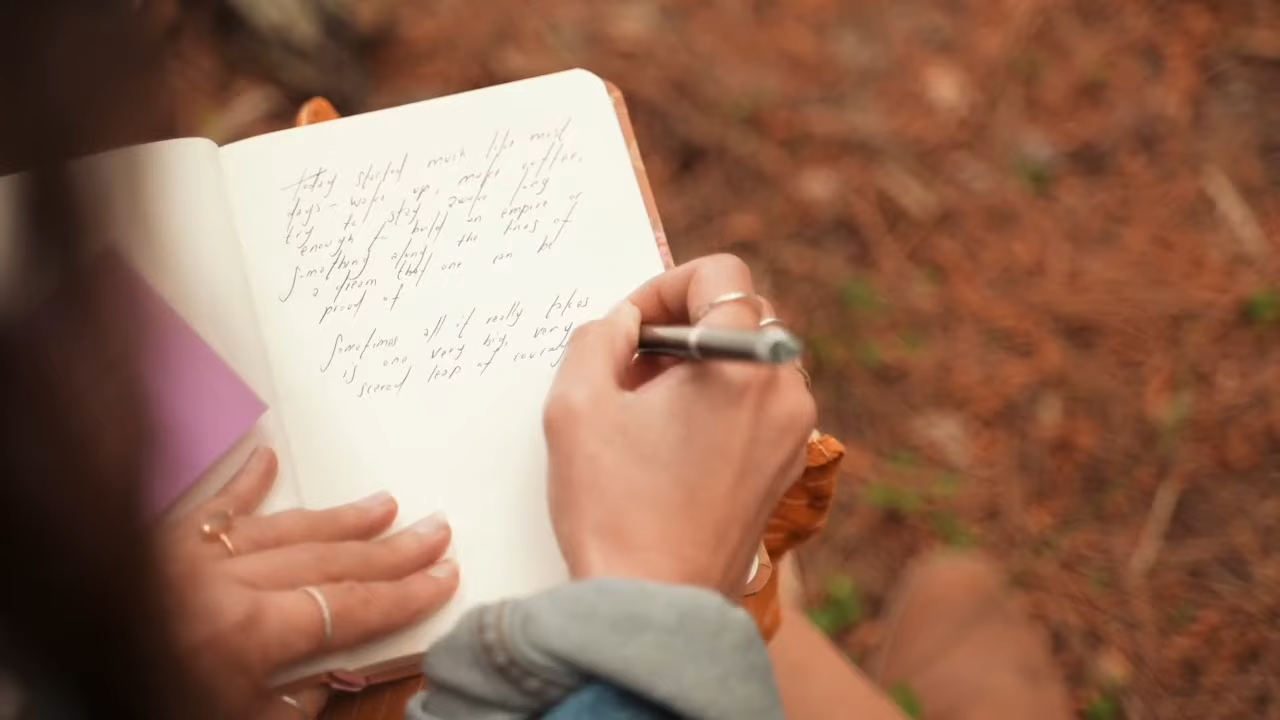 today started much like most
days – wake up, make coffee,
try to stay awake long
enough to build an empire or
something along the lines of
a dream that one can be
proud of
Sometimes all it really takes
is one very big, very
scared leap of courage